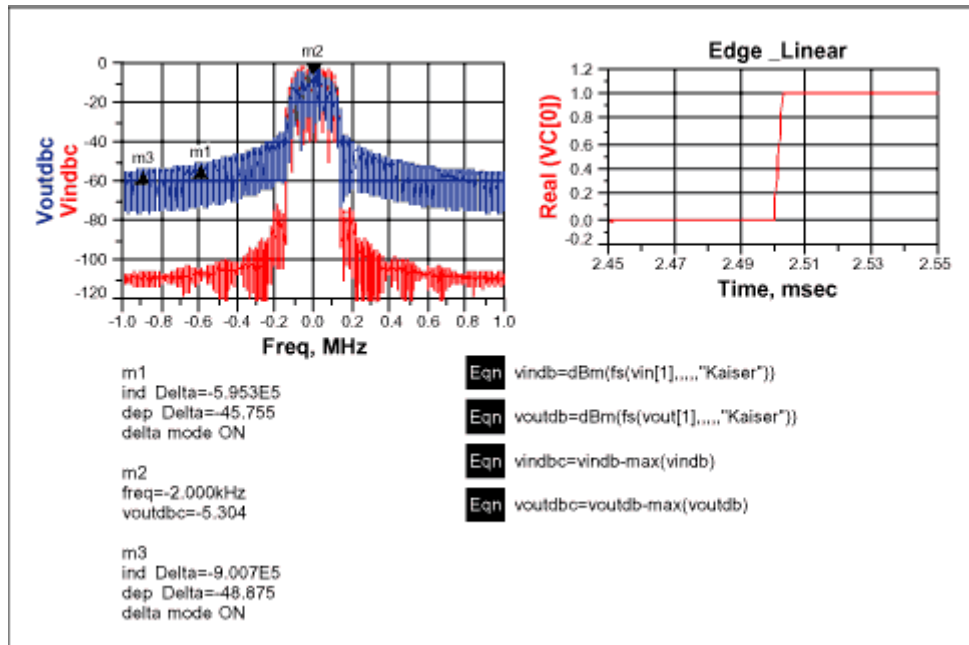 m2
0
-20
-40
-60
-80
-100
-120
Voutdbc
Vindbc
m3
m1
-1.0 -0.8 -0.6 -0.4 -0.2 0.0 0.2 0.4 0.6 0.8 1.0
Freq, MHz
Edge _Linear
1.2
1.0
0.8
0.6
0.4
0.2
0.0
-0.2
Real (VC[0])
2.45 2.47 2.49 2.51 2.53 2.55
Time, msec
m1
ind Delta=-5.953E5
dep Delta=-45.755
delta mode ON
m2
freq=-2.000kHz
voutdbc=-5.304
m3
ind Delta=-9.007E5
dep Delta=-48.875
delta mode ON
Eqn vindb=dBm(fs(vin[1],,,,,"Kaiser"))
Eqn voutdb=dBm(fs(vout[1],,,,,"Kaiser"))
Eqn vindbc=vindb-max(vindb)
Eqn voutdbc=voutdb-max(voutdb)